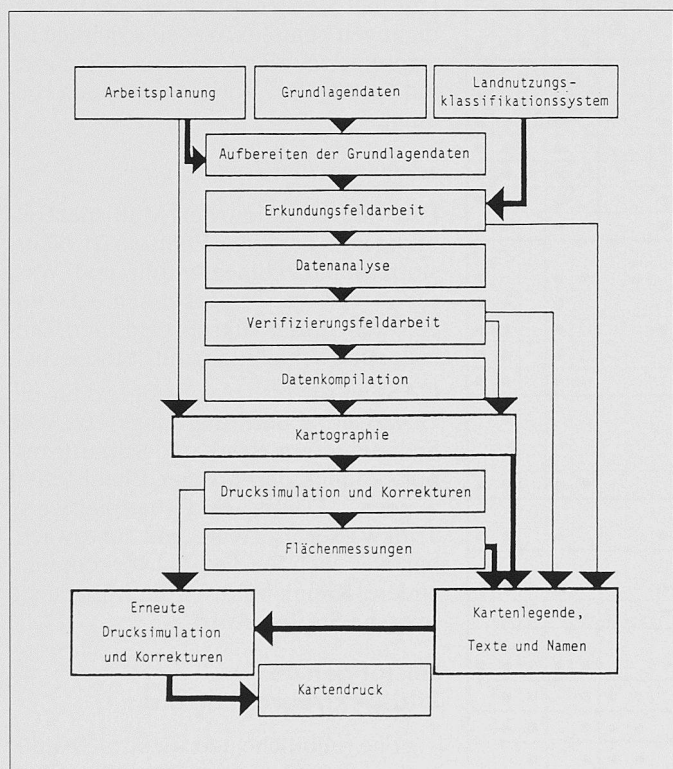 Arbeitsplanung
Grundlagendaten
Landnutzungs-
klassifikationssystem
Aufbereiten der Grundlagendaten
Erkundungsfeldarbeit
Datenanalyse
Verifizierungsfeldarbeit
Datenkompilation
Kartographie
Drucksimulation und Korrekturen
Flächenmessungen
Erneute
Drucksimulation
und Korrekturen
Kartenlegende,
Texte und Namen
Kartendruck